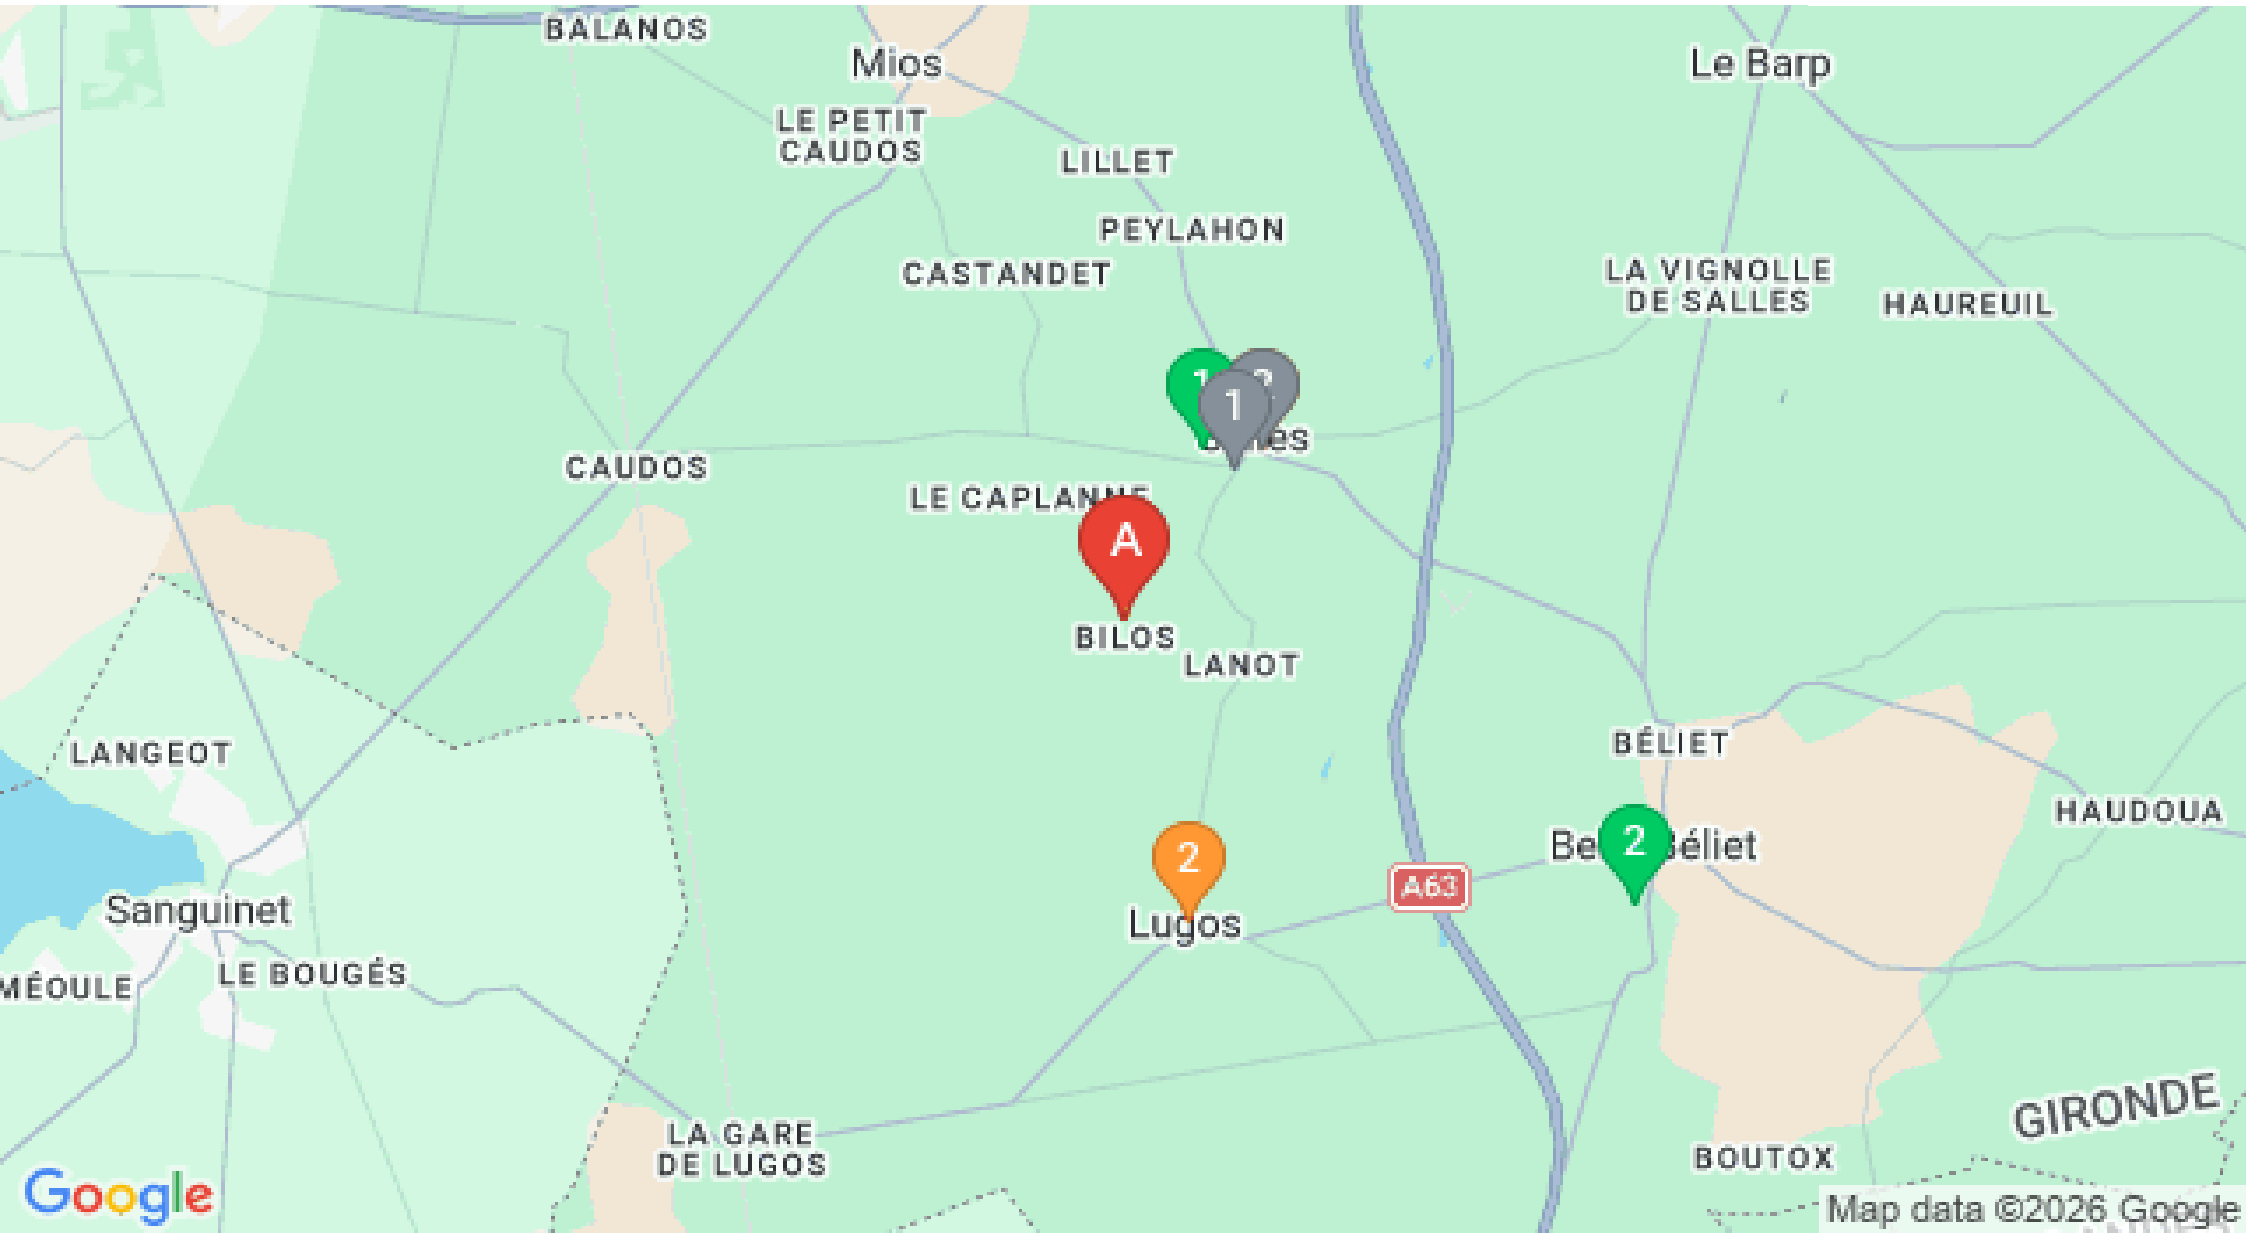 BALANOS
Mios
Le Barp
LE PETIT
CAUDOS
LILLET
PEYLAHON
CASTANDET
LA VIGNOLLE
DE SALLES
HAUREUIL
1
1
CAUDOS
LE CAPLANNE
A
BILOS
LANOT
LANGEOT
BÉLIET
HAUDOUA
2
2
A63
Sanguinet
Lugos
LE BOUGÉS
MÉOULE
LA GARE
DE LUGOS
GIRONDE
BOUTOX
Google
Map data ©2026 Google